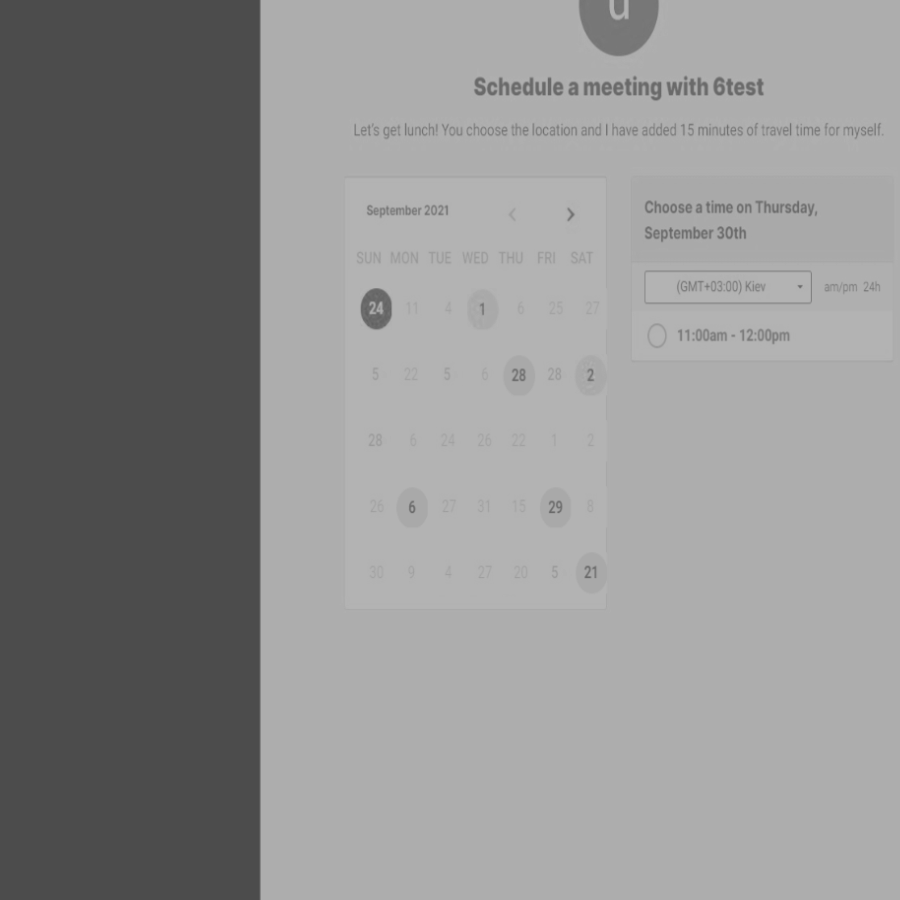 d
Schedule a meeting with 6test
Let's get lunch! You choose the location and I have added 15 minutes of travel time for myself.
September 2021
SUN MON TUE WED THU FRI SAT
24 11 4 1 6 25 27
5 22 5 6 28 28 2
28 6 24 26 22 1 2
26 6 27 31 15 29 8
30 9 4 27 20 5 21
Choose a time on Thursday,
September 30th
(GMT+03:00) Kiev am/pm 24h
11:00am - 12:00pm